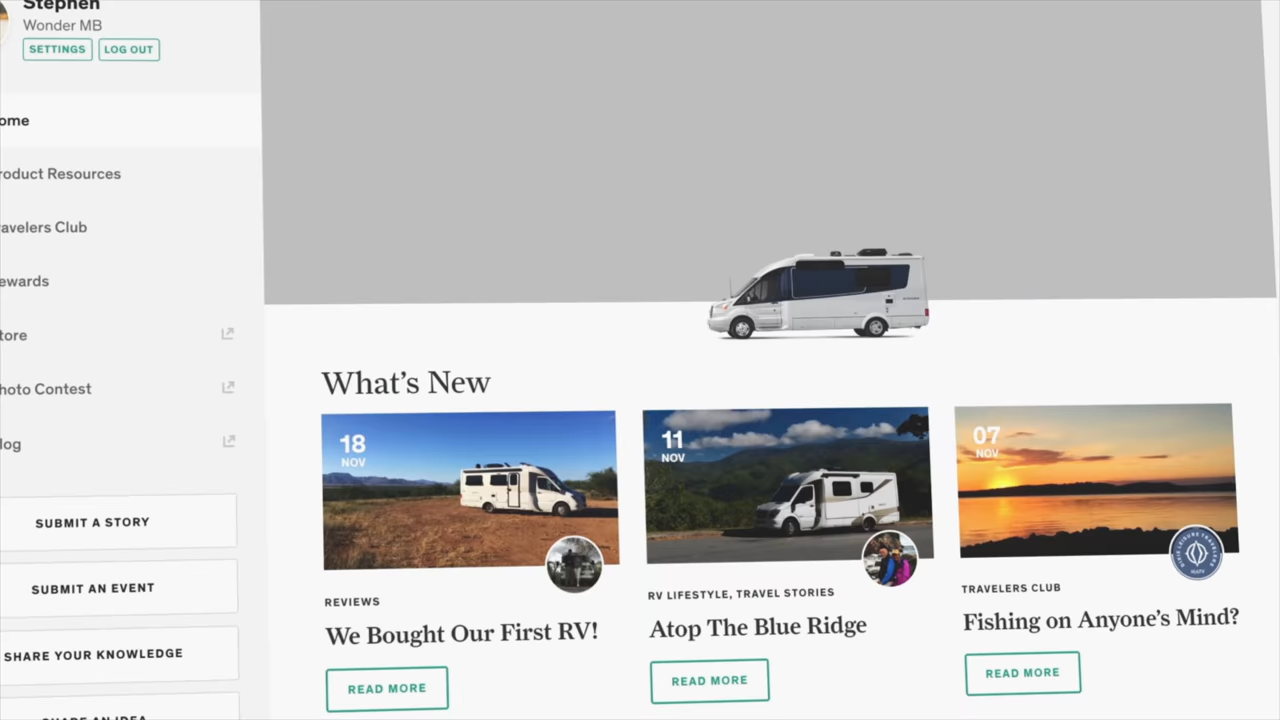 Stephen
Wonder MB
SETTINGS
LOG OUT
ome
roduct Resources
avelers Club
ewards
tore
hoto Contest
log
SUBMIT A STORY
SUBMIT AN EVENT
SHARE YOUR KNOWLEDGE
SHARE AN IDEA
What's New
18
NOV
REVIEWS
We Bought Our First RV!
READ MORE
11
NOV
RV LIFESTYLE, TRAVEL STORIES
Atop The Blue Ridge
READ MORE
07
NOV
TRAVELERS CLUB
Fishing on Anyone's Mind?
READ MORE